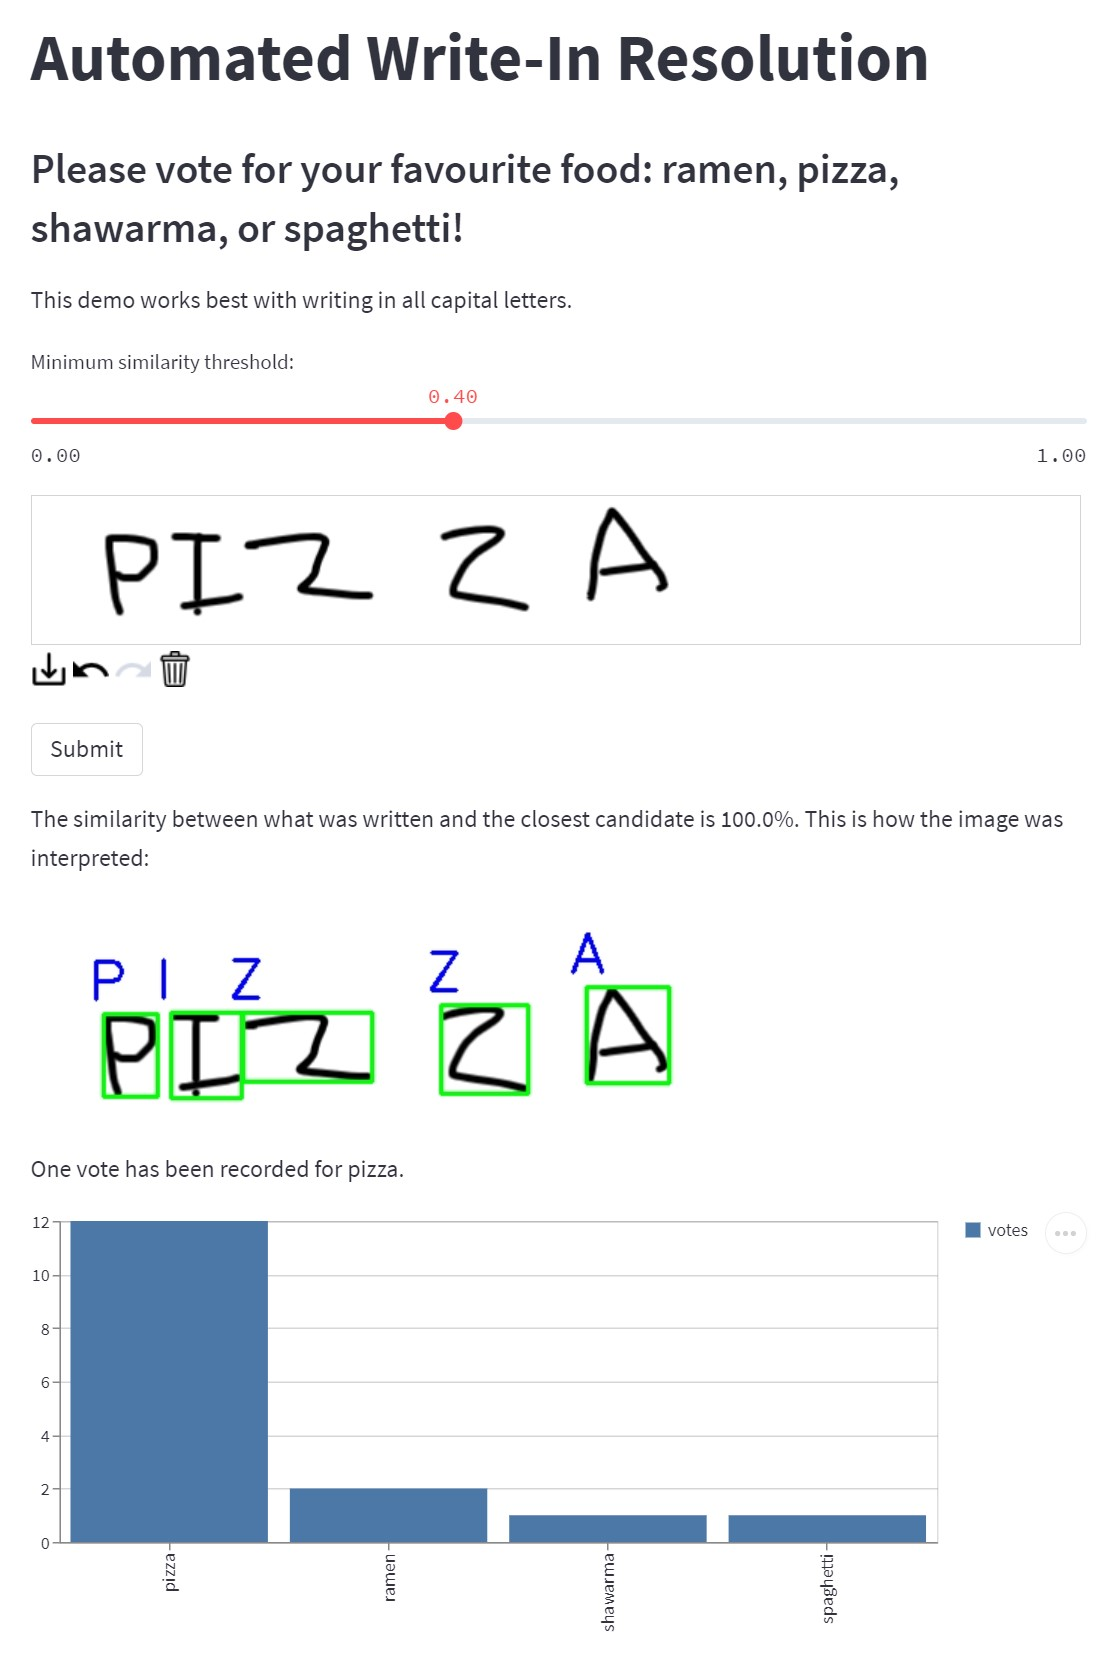 Automated Write-In Resolution
Please vote for your favourite food: ramen, pizza,
shawarma, or spaghetti!
This demo works best with writing in all capital letters.
Minimum similarity threshold:
0.40
0.00 1.00
PIZ Z A
Submit
The similarity between what was written and the closest candidate is 100.0%. This is how the image was
interpreted:
P I Z Z A
PIZ Z A
One vote has been recorded for pizza.
12
10
8
6
4
2
0
votes
pizza ramen shawarma spaghetti